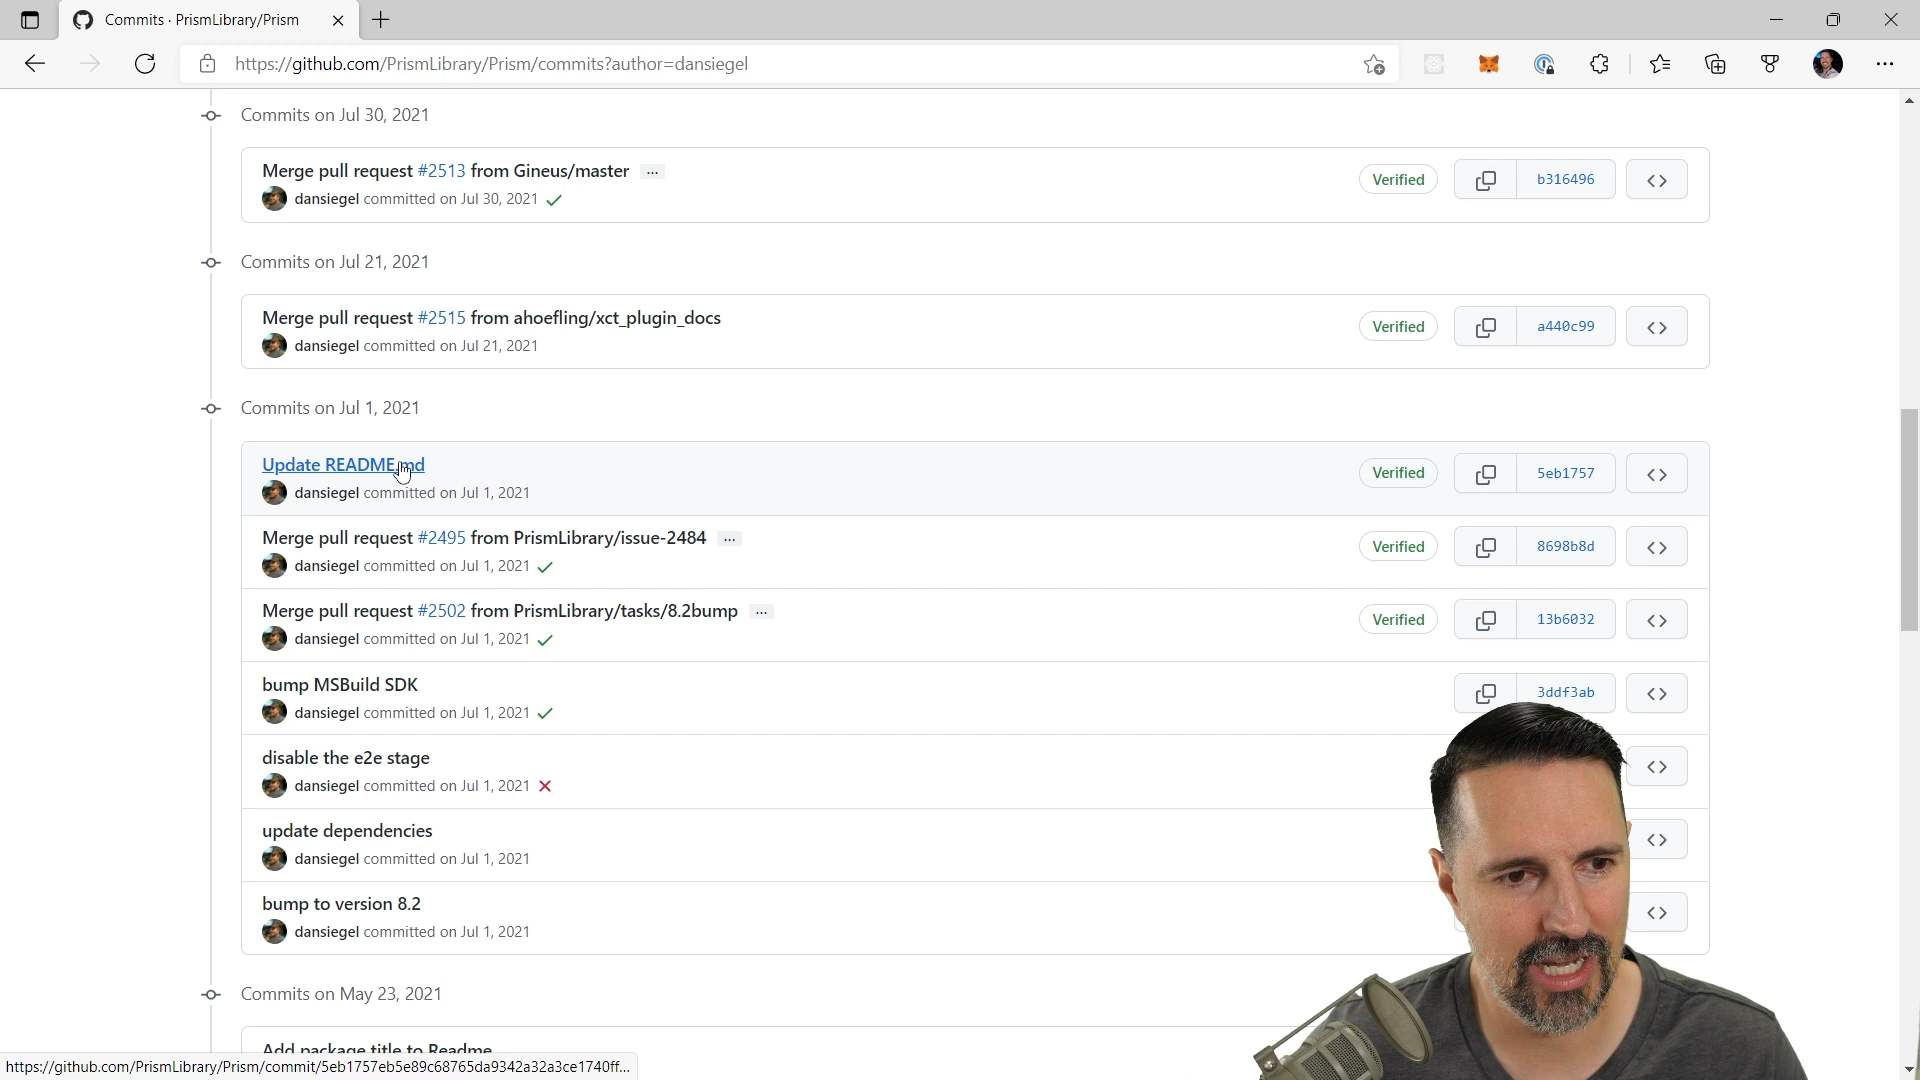 Commits · PrismLibrary/Prism
https://github.com/PrismLibrary/Prism/commits?author=dansiegel
Commits on Jul 30, 2021
Merge pull request #2513 from Gineus/master ...
dansiegel committed on Jul 30, 2021
Verified
b316496
Commits on Jul 21, 2021
Merge pull request #2515 from ahoefling/xct_plugin_docs
dansiegel committed on Jul 21, 2021
Verified
a440c99
Commits on Jul 1, 2021
Update README.md
dansiegel committed on Jul 1, 2021
Verified
5eb1757
Merge pull request #2495 from PrismLibrary/issue-2484 ...
dansiegel committed on Jul 1, 2021
Verified
8698b8d
Merge pull request #2502 from PrismLibrary/tasks/8.2bump ...
dansiegel committed on Jul 1, 2021
Verified
13b6032
bump MSBuild SDK
dansiegel committed on Jul 1, 2021
3ddf3ab
disable the e2e stage
dansiegel committed on Jul 1, 2021
update dependencies
dansiegel committed on Jul 1, 2021
bump to version 8.2
dansiegel committed on Jul 1, 2021
Commits on May 23, 2021
Add package title to Readme
https://github.com/PrismLibrary/Prism/commit/5eb1757eb5e89c68765da9342a32a3ce1740ff...